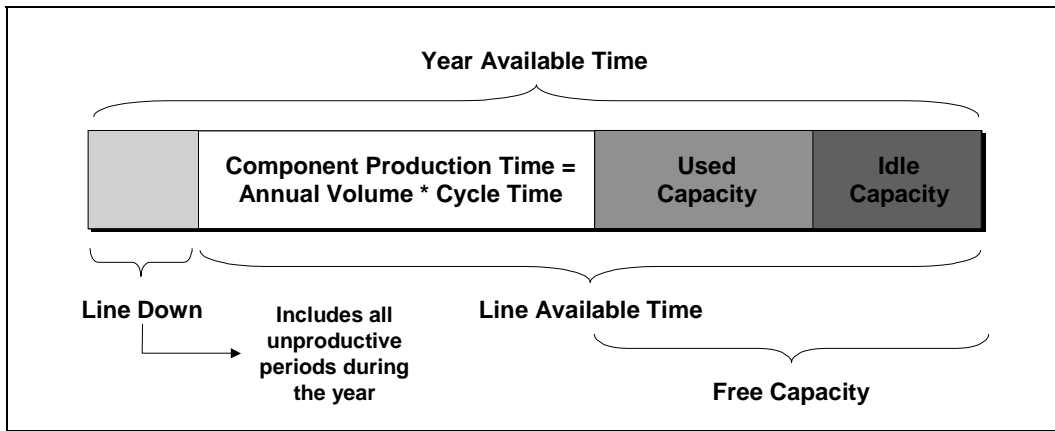 Year Available Time
Component Production Time =
Annual Volume * Cycle Time
Used
Capacity
Idle
Capacity
Line Down
Includes all
unproductive
periods during
the year
Line Available Time
Free Capacity